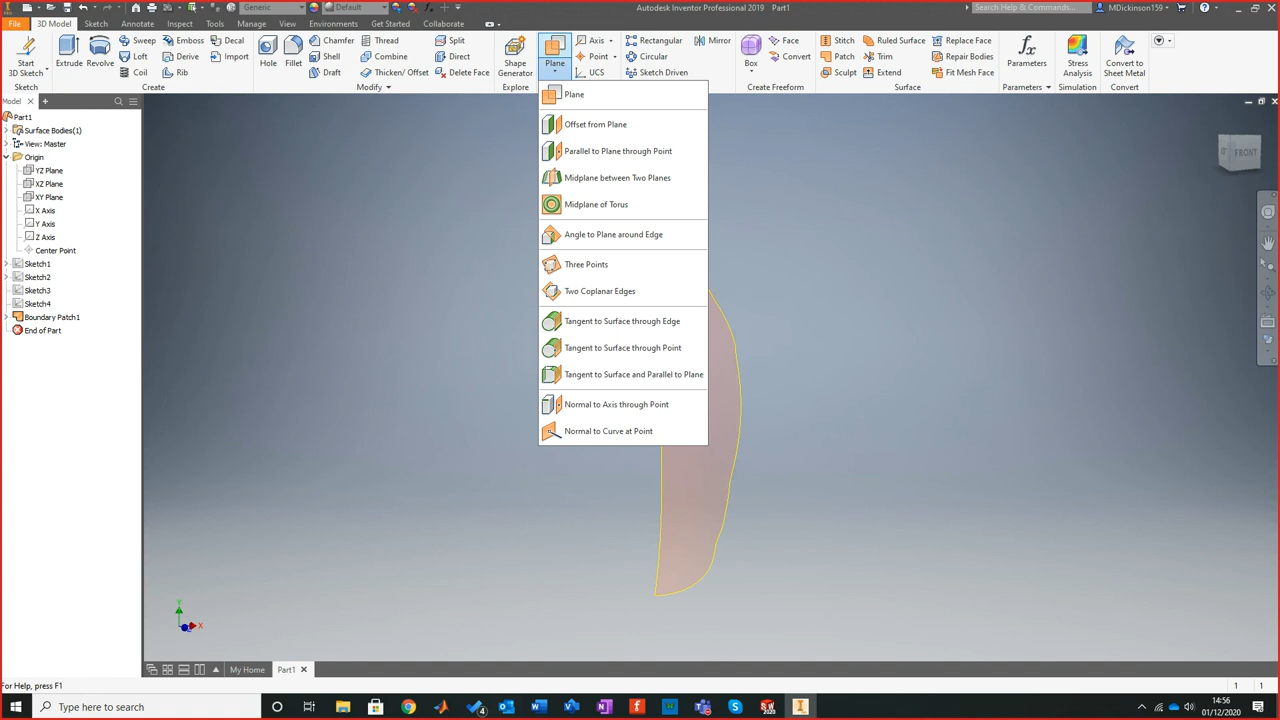 Generic
Default
Autodesk Inventor Professional 2019 Part1
Search Help & Commands...
MDickinson159
File
3D Model
Sketch
Annotate
Inspect
Tools
Manage
View
Environments
Get Started
Collaborate
Start
3D Sketch
Sketch
Extrude
Revolve
Sweep
Loft
Coil
Emboss
Derive
Rib
Decal
Import
Create
Hole
Fillet
Chamfer
Shell
Draft
Thread
Combine
Thicken/ Offset
Split
Direct
Delete Face
Modify
Shape
Generator
Explore
Plane
Axis
Point
UCS
Rectangular
Circular
Sketch Driven
Mirror
Box
Face
Convert
Create Freeform
Stitch
Patch
Sculpt
Ruled Surface
Trim
Extend
Replace Face
Repair Bodies
Fit Mesh Face
Surface
Parameters
Parameters
Stress
Analysis
Simulation
Convert to
Sheet Metal
Convert
Plane
Offset from Plane
Parallel to Plane through Point
Midplane between Two Planes
Midplane of Torus
Angle to Plane around Edge
Three Points
Two Coplanar Edges
Tangent to Surface through Edge
Tangent to Surface through Point
Tangent to Surface and Parallel to Plane
Normal to Axis through Point
Normal to Curve at Point
Model
Part1
Surface Bodies(1)
View: Master
Origin
YZ Plane
XZ Plane
XY Plane
X Axis
Y Axis
Z Axis
Center Point
Sketch1
Sketch2
Sketch3
Sketch4
Boundary Patch1
End of Part
FRONT
Y
X
My Home
Part1
For Help, press F1
1
1
Type here to search
4
14:56
01/12/2020